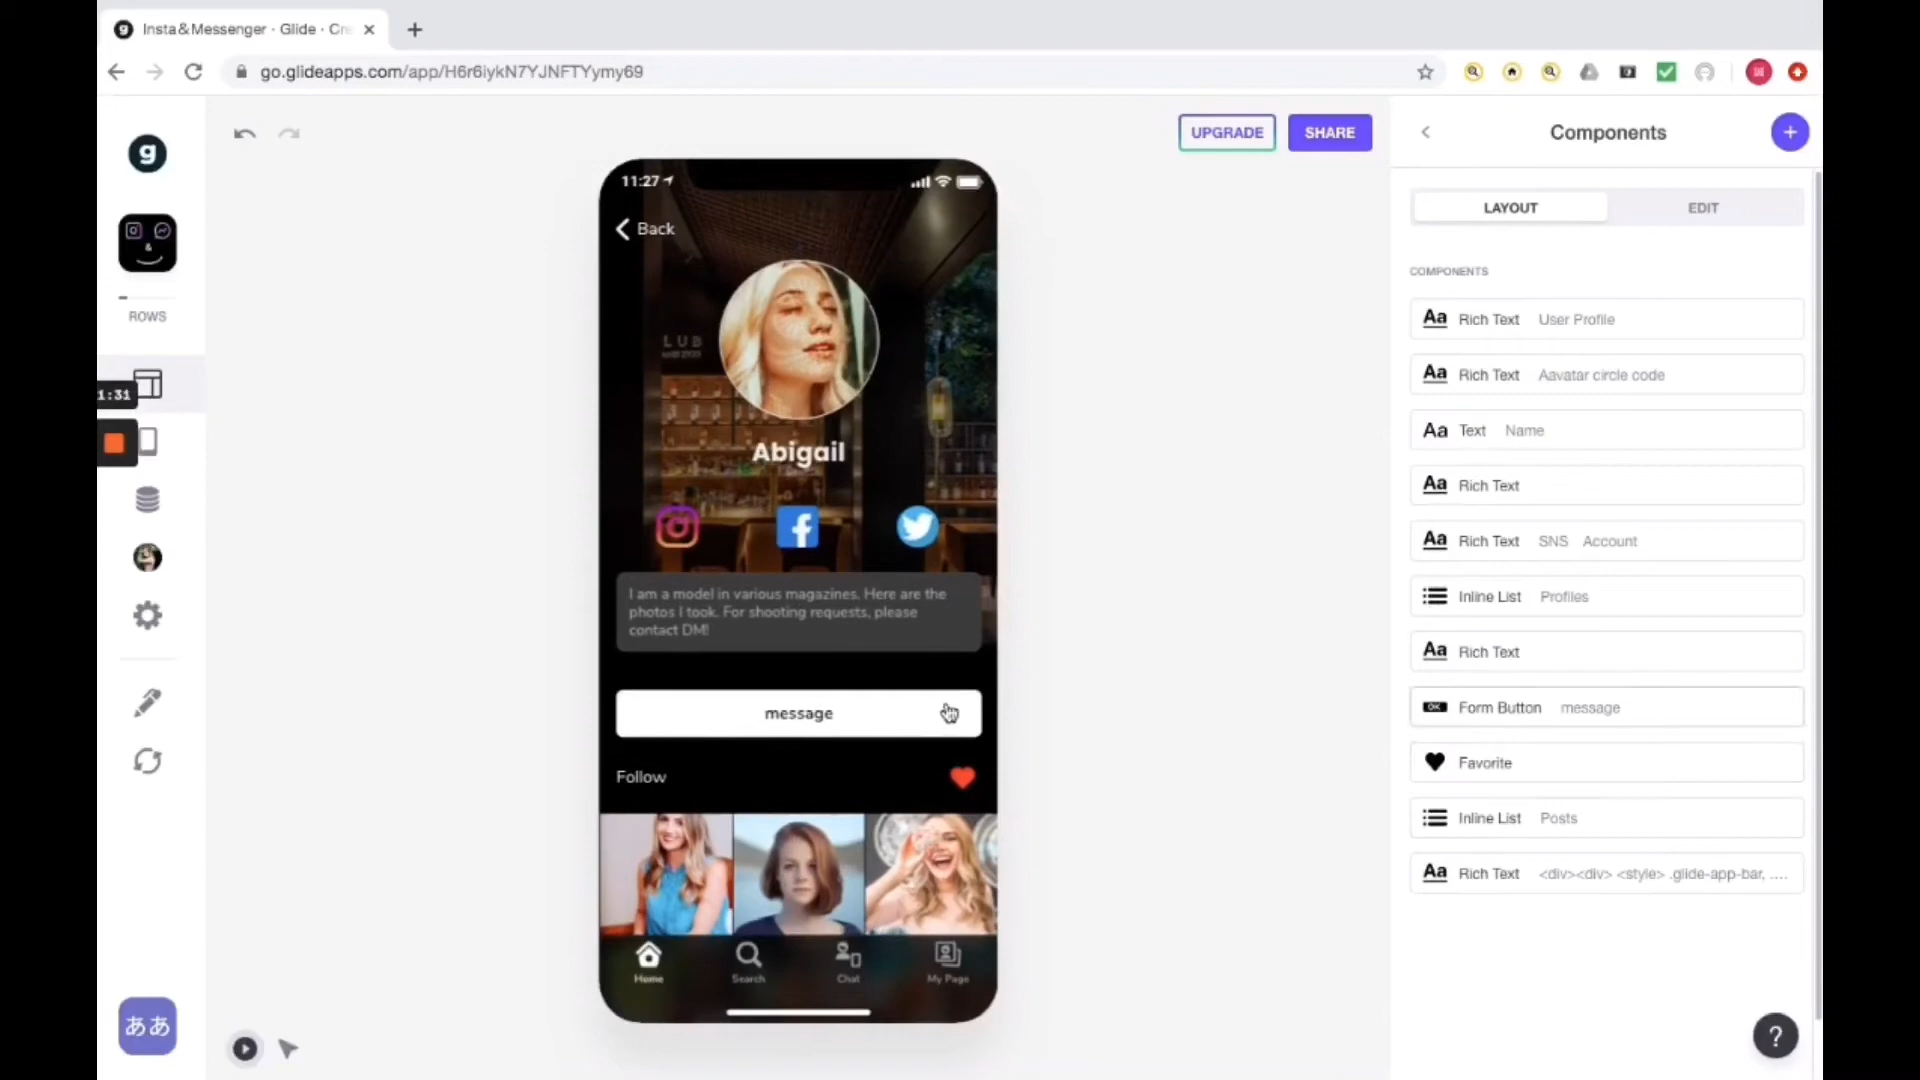 Insta&Messenger · Glide · Cre
go.glideapps.com/app/H6r6iykN7YJNFTYymy69
g
&
ROWS
1:31
ああ
UPGRADE
SHARE
11:27
Back
LUB
Abigail
I am a model in various magazines. Here are the
photos I took. For shooting requests, please
contact DM!
message
Follow
Home
Search
Chat
My Page
Components
LAYOUT
EDIT
COMPONENTS
Aa Rich Text User Profile
Aa Rich Text Aavatar circle code
Aa Text Name
Aa Rich Text
Aa Rich Text SNS Account
Inline List Profiles
Aa Rich Text
OK Form Button message
Favorite
Inline List Posts
Aa Rich Text <div><div> <style> .glide-app-bar, ....
?